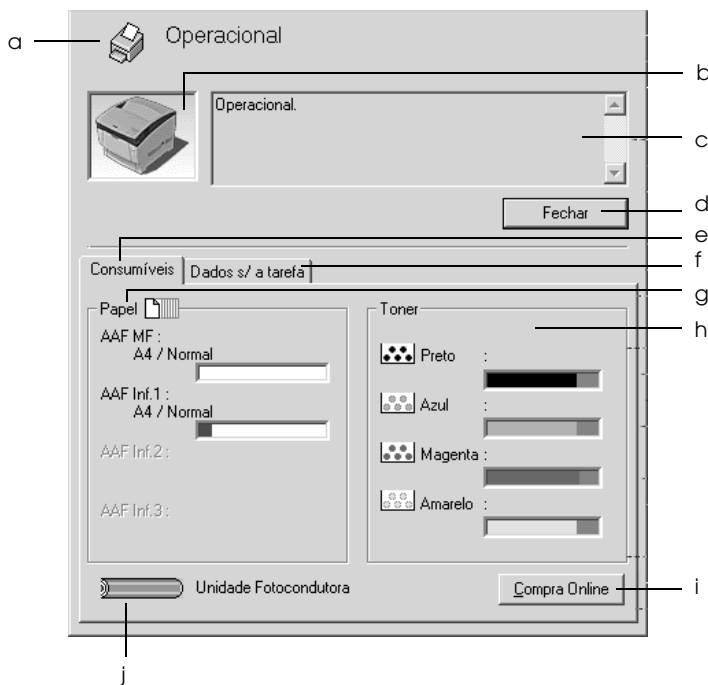 a
Operacional
b
Operacional.
c
Fechar
d
e
Consumíveis
Dados s/ a tarefa
f
g
Papel
Toner
h
AAF MF :
A4 / Normal
AAF Inf.1 :
A4 / Normal
AAF Inf.2 :
AAF Inf.3 :
Preto :
Azul :
Magenta :
Amarelo :
Unidade Fotocondutora
Compra Online
i
j